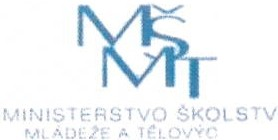 MŠMT
MINISTERSTVO ŠKOLSTV
MLÁDEŽE A TĚLOVÝC